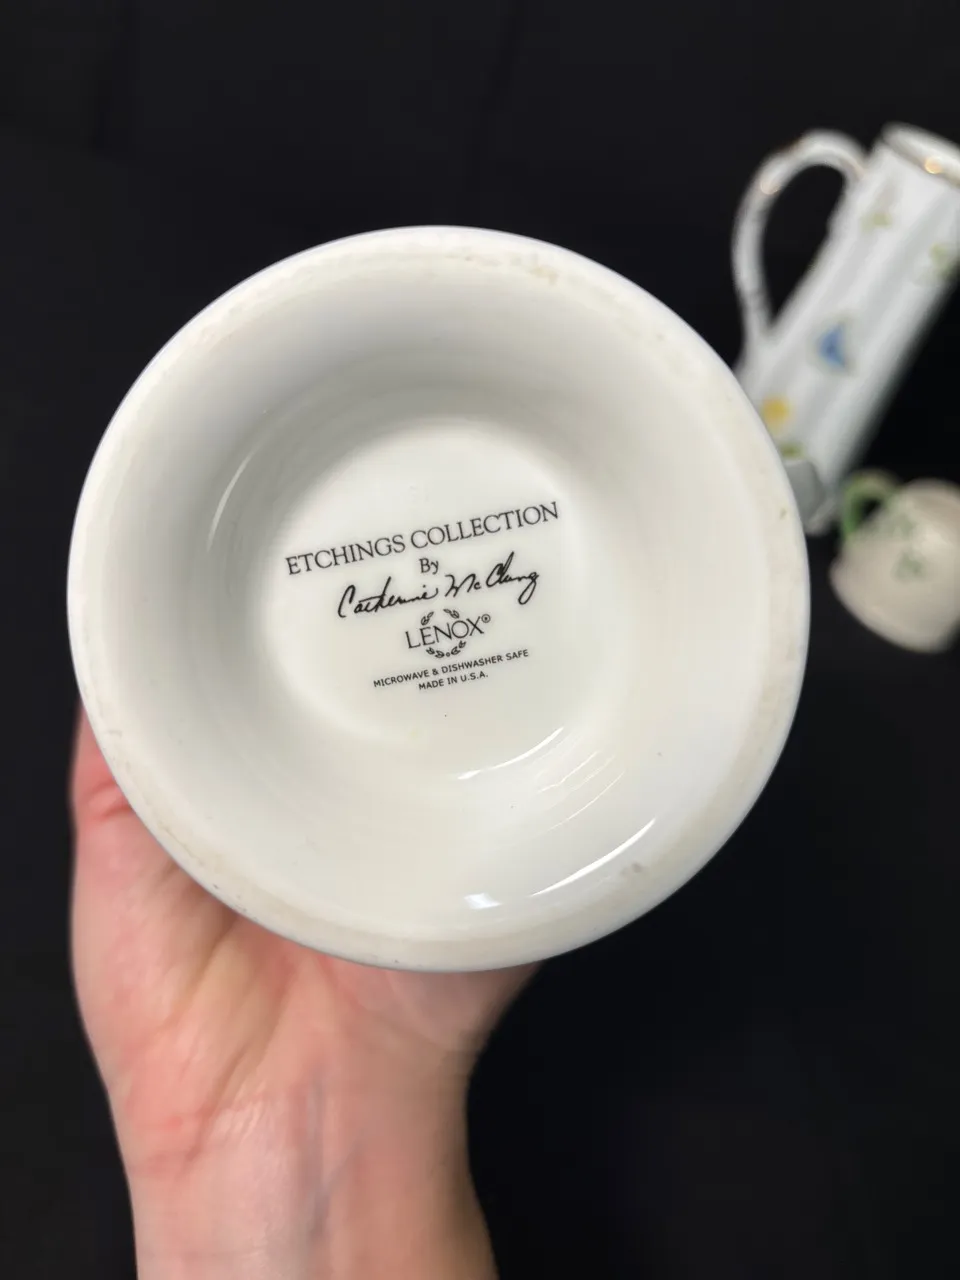 ETCHINGS COLLECTION
By
Catherine McClung
LENOX®
MICROWAVE & DISHWASHER SAFE
MADE IN U.S.A.